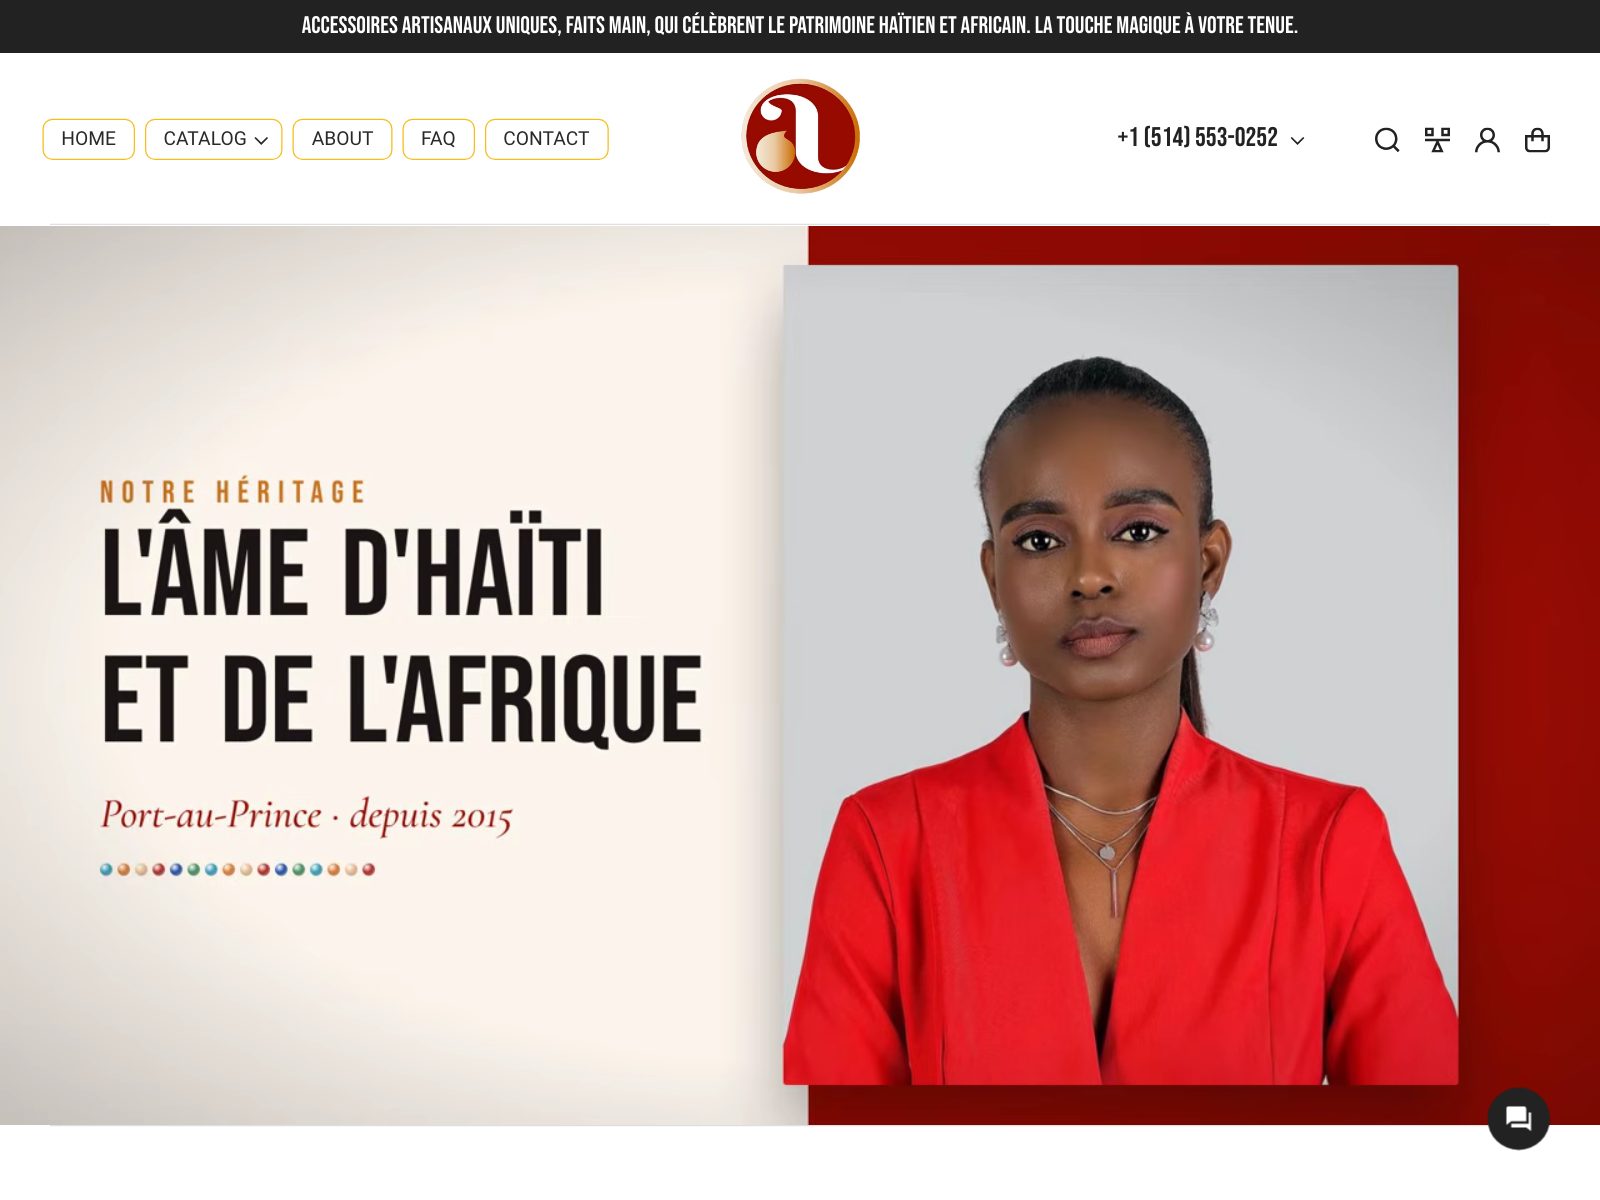 ACCESSOIRES ARTISANAUX UNIQUES, FAITS MAIN, QUI CÉLÈBRENT LE PATRIMOINE HAÏTIEN ET AFRICAIN. LA TOUCHE MAGIQUE À VOTRE TENUE.
HOME CATALOG ABOUT FAQ CONTACT
a
+1 (514) 553-0252
NOTRE HÉRITAGE
L'ÂME D'HAÏTI
ET DE L'AFRIQUE
Port-au-Prince · depuis 2015